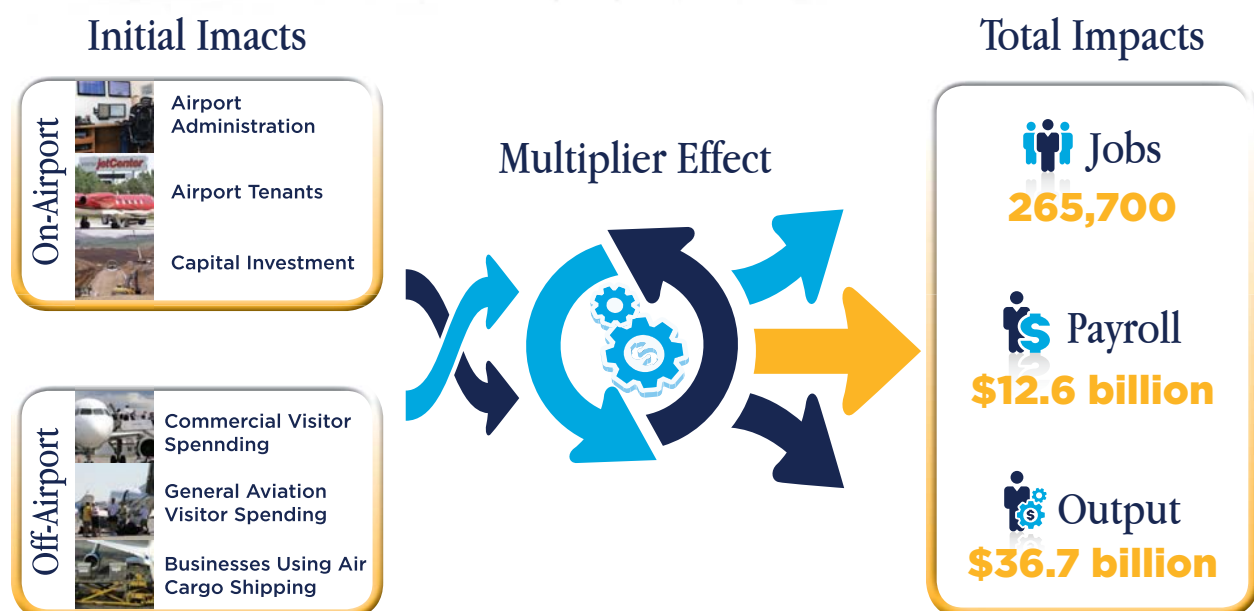 Initial Imacts
On-Airport
jetCenter
Airport
Administration
Airport Tenants
Capital Investment
Off-Airport
Commercial Visitor
Spennding
General Aviation
Visitor Spending
Businesses Using Air
Cargo Shipping
Multiplier Effect
$
Total Impacts
Jobs
265,700
$
Payroll
$12.6 billion
$
Output
$36.7 billion